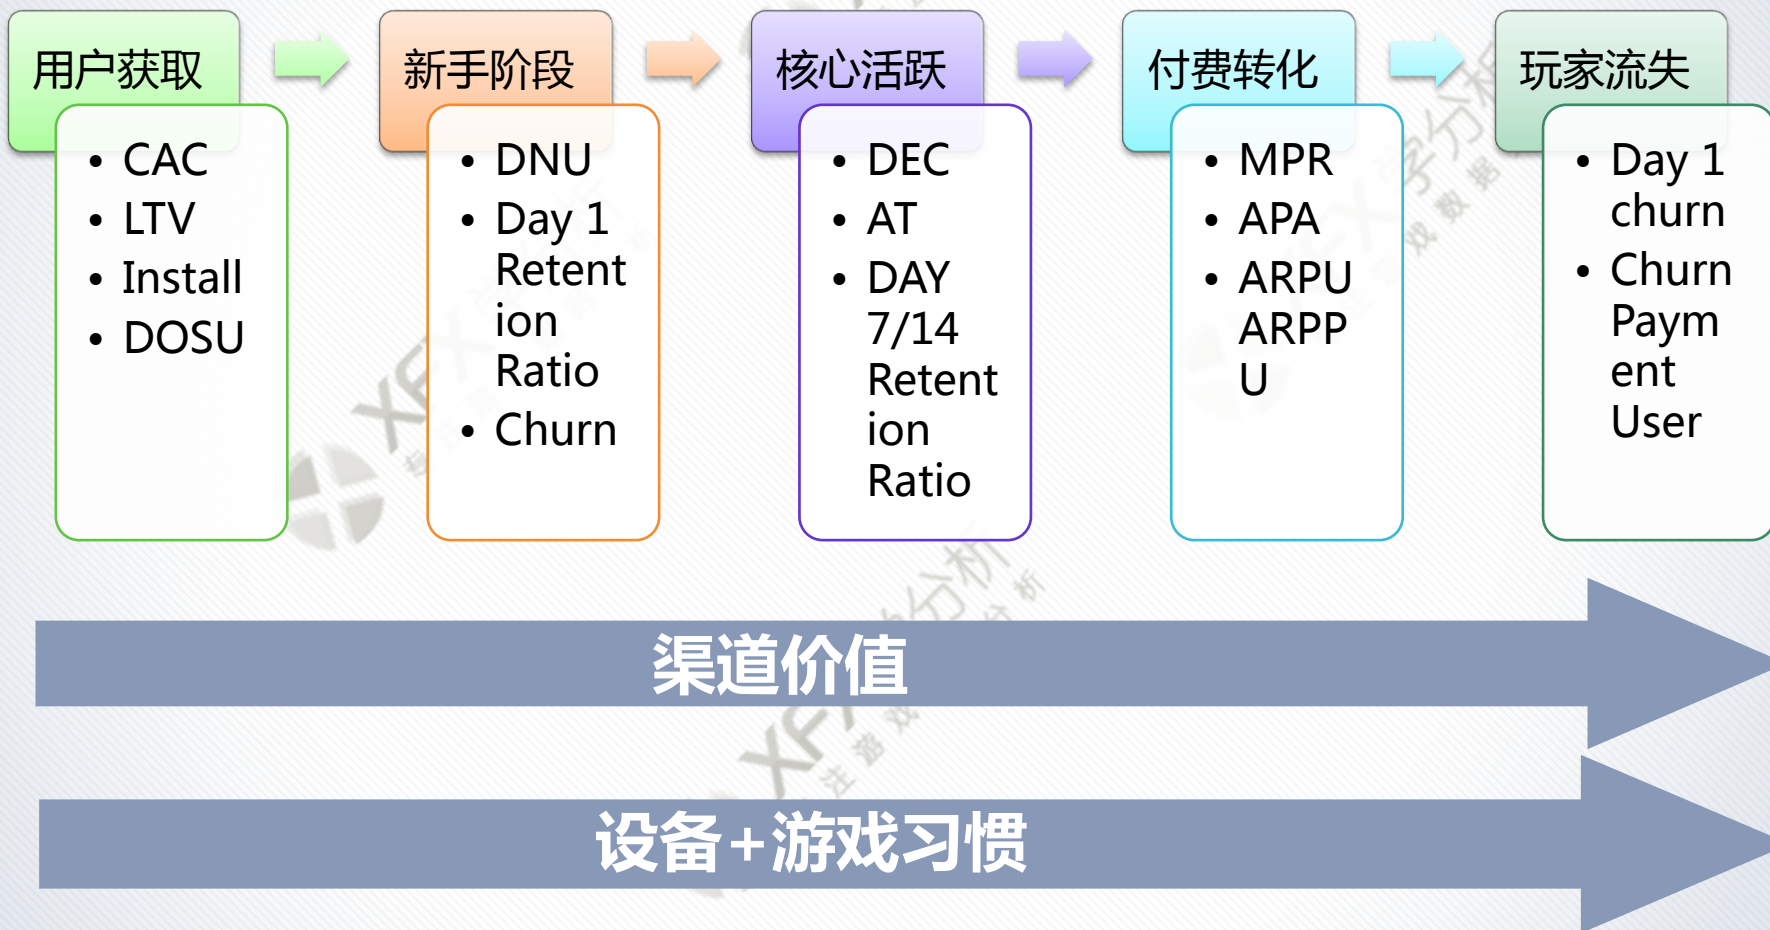 用户获取
• CAC
• LTV
• Install
• DOSU
新手阶段
• DNU
• Day 1
Retent
ion
Ratio
• Churn
核心活跃
• DEC
• AT
• DAY
7/14
Retent
ion
Ratio
付费转化
• MPR
• APA
• ARPU
ARPP
U
玩家流失
• Day 1
churn
• Churn
Paym
ent
User
渠道价值
设备+游戏习惯